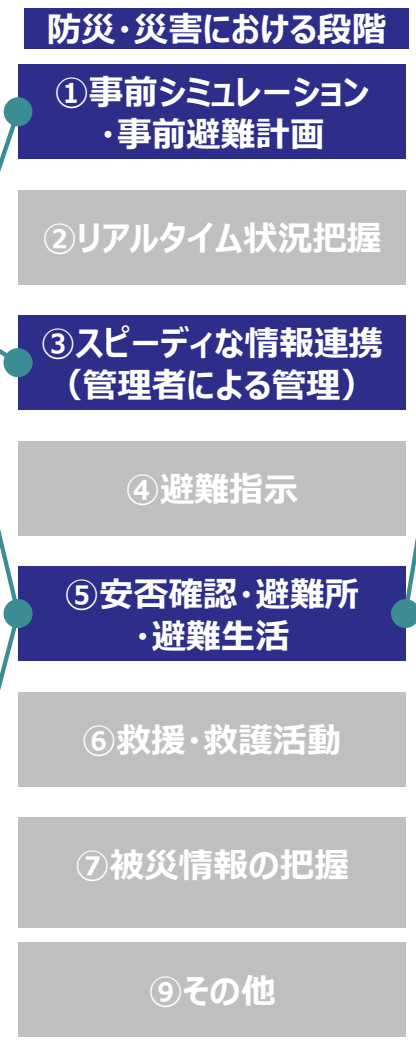 防災・災害における段階
①事前シミュレーション
・事前避難計画
②リアルタイム状況把握
③スピーディな情報連携
（管理者による管理）
④避難指示
⑤安否確認・避難所
・避難生活
⑥救援・救護活動
⑦被災情報の把握
⑨その他